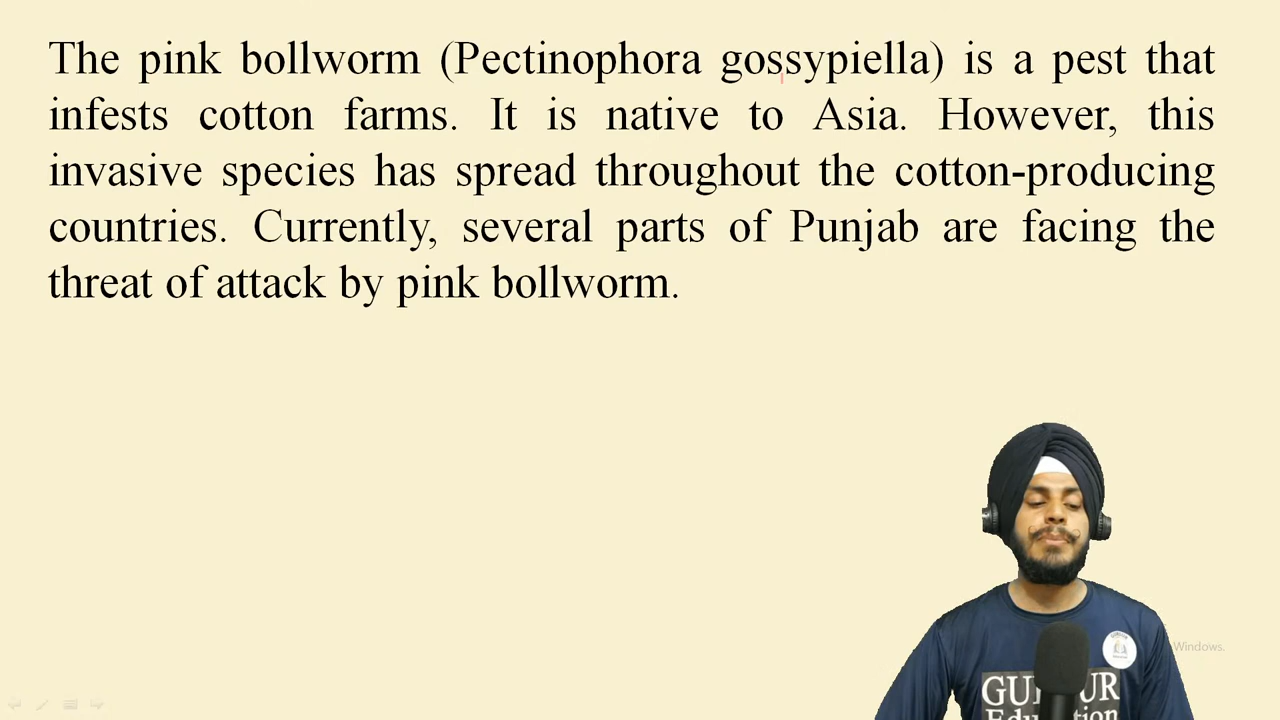 The pink bollworm (Pectinophora gossypiella) is a pest that
infests cotton farms. It is native to Asia. However, this
invasive species has spread throughout the cotton-producing
countries. Currently, several parts of Punjab are facing the
threat of attack by pink bollworm.
Windows.